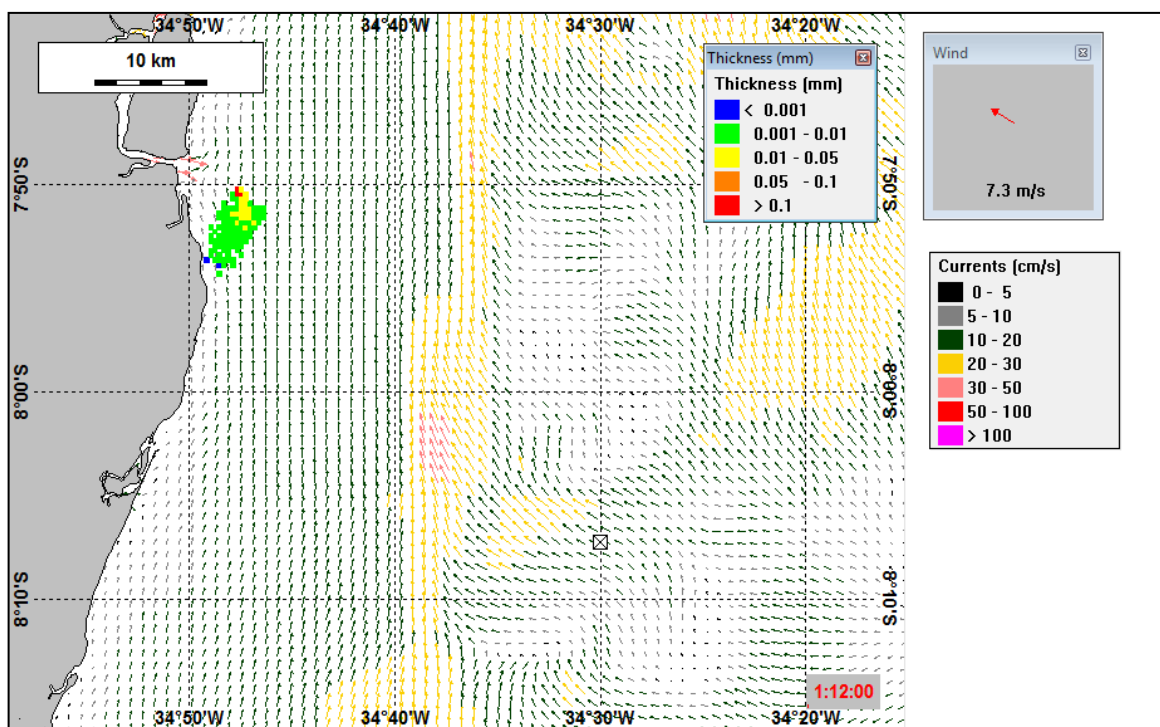 34°50'W
34°40'W
34°30'W
34°20'W
10 km
Thickness (mm)
Thickness (mm)
< 0.001
0.001 - 0.01
0.01 - 0.05
0.05 - 0.1
> 0.1
Wind
7.3 m/s
Currents (cm/s)
0 - 5
5 - 10
10 - 20
20 - 30
30 - 50
50 - 100
> 100
7°50'S
7°50'S
8°00'S
8°00'S
8°10'S
8°10'S
1:12:00
34°50'W
34°40'W
34°30'W
34°20'W